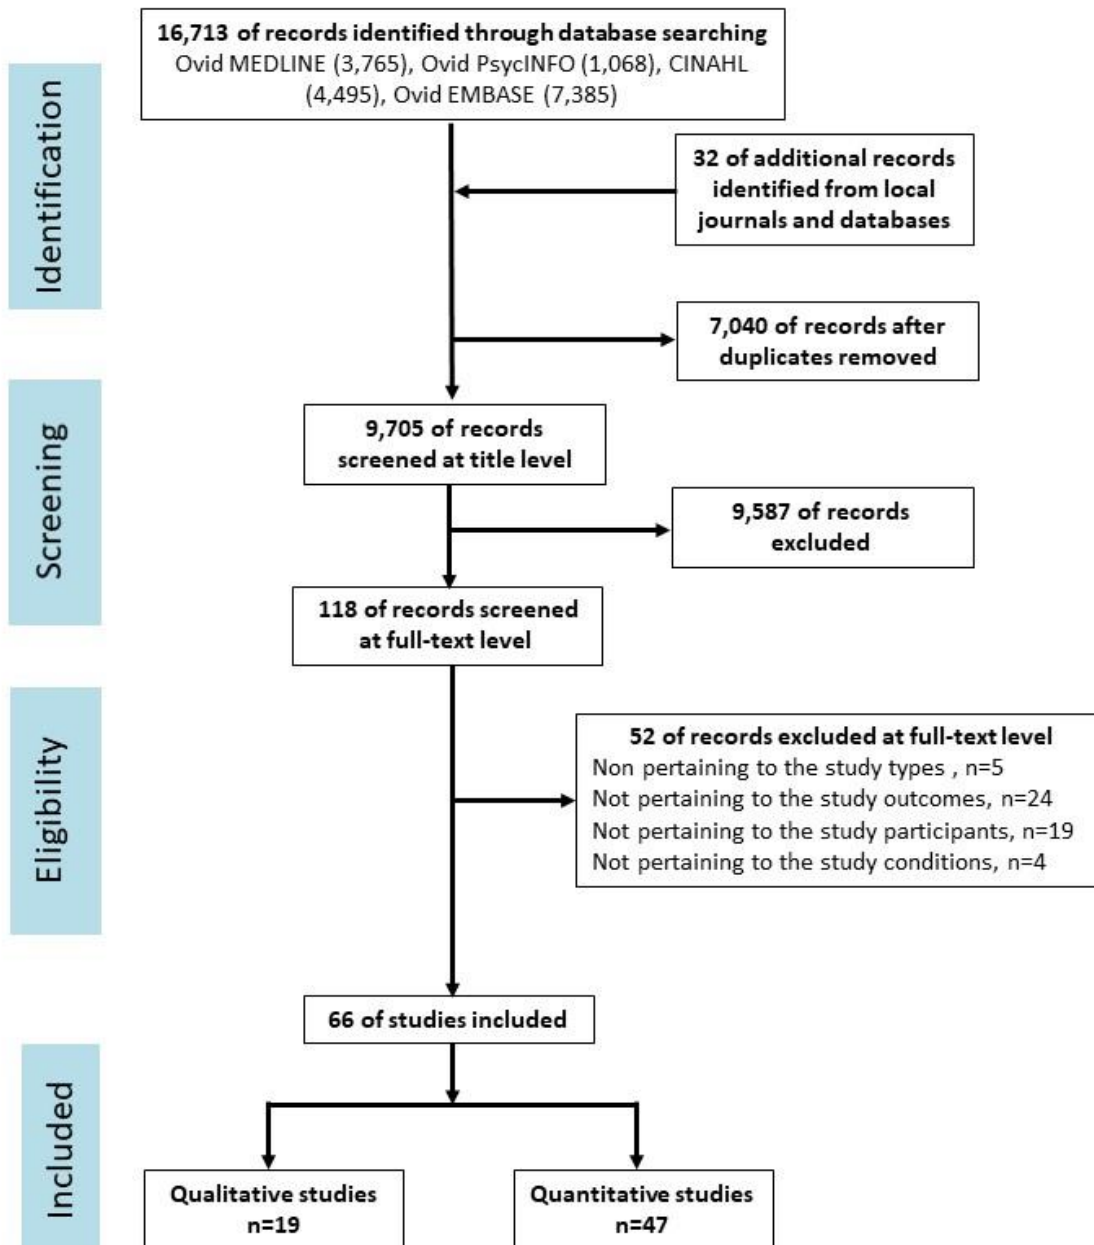 16,713 of records identified through database searching
Ovid MEDLINE (3,765), Ovid PsycINFO (1,068), CINAHL
(4,495), Ovid EMBASE (7,385)
Identification
32 of additional records
identified from local
journals and databases
7,040 of records after
duplicates removed
Screening
9,705 of records
screened at title level
9,587 of records
excluded
118 of records screened
at full-text level
Eligibility
52 of records excluded at full-text level
Non pertaining to the study types , n=5
Not pertaining to the study outcomes, n=24
Not pertaining to the study participants, n=19
Not pertaining to the study conditions, n=4
66 of studies included
Included
Qualitative studies
n=19
Quantitative studies
n=47